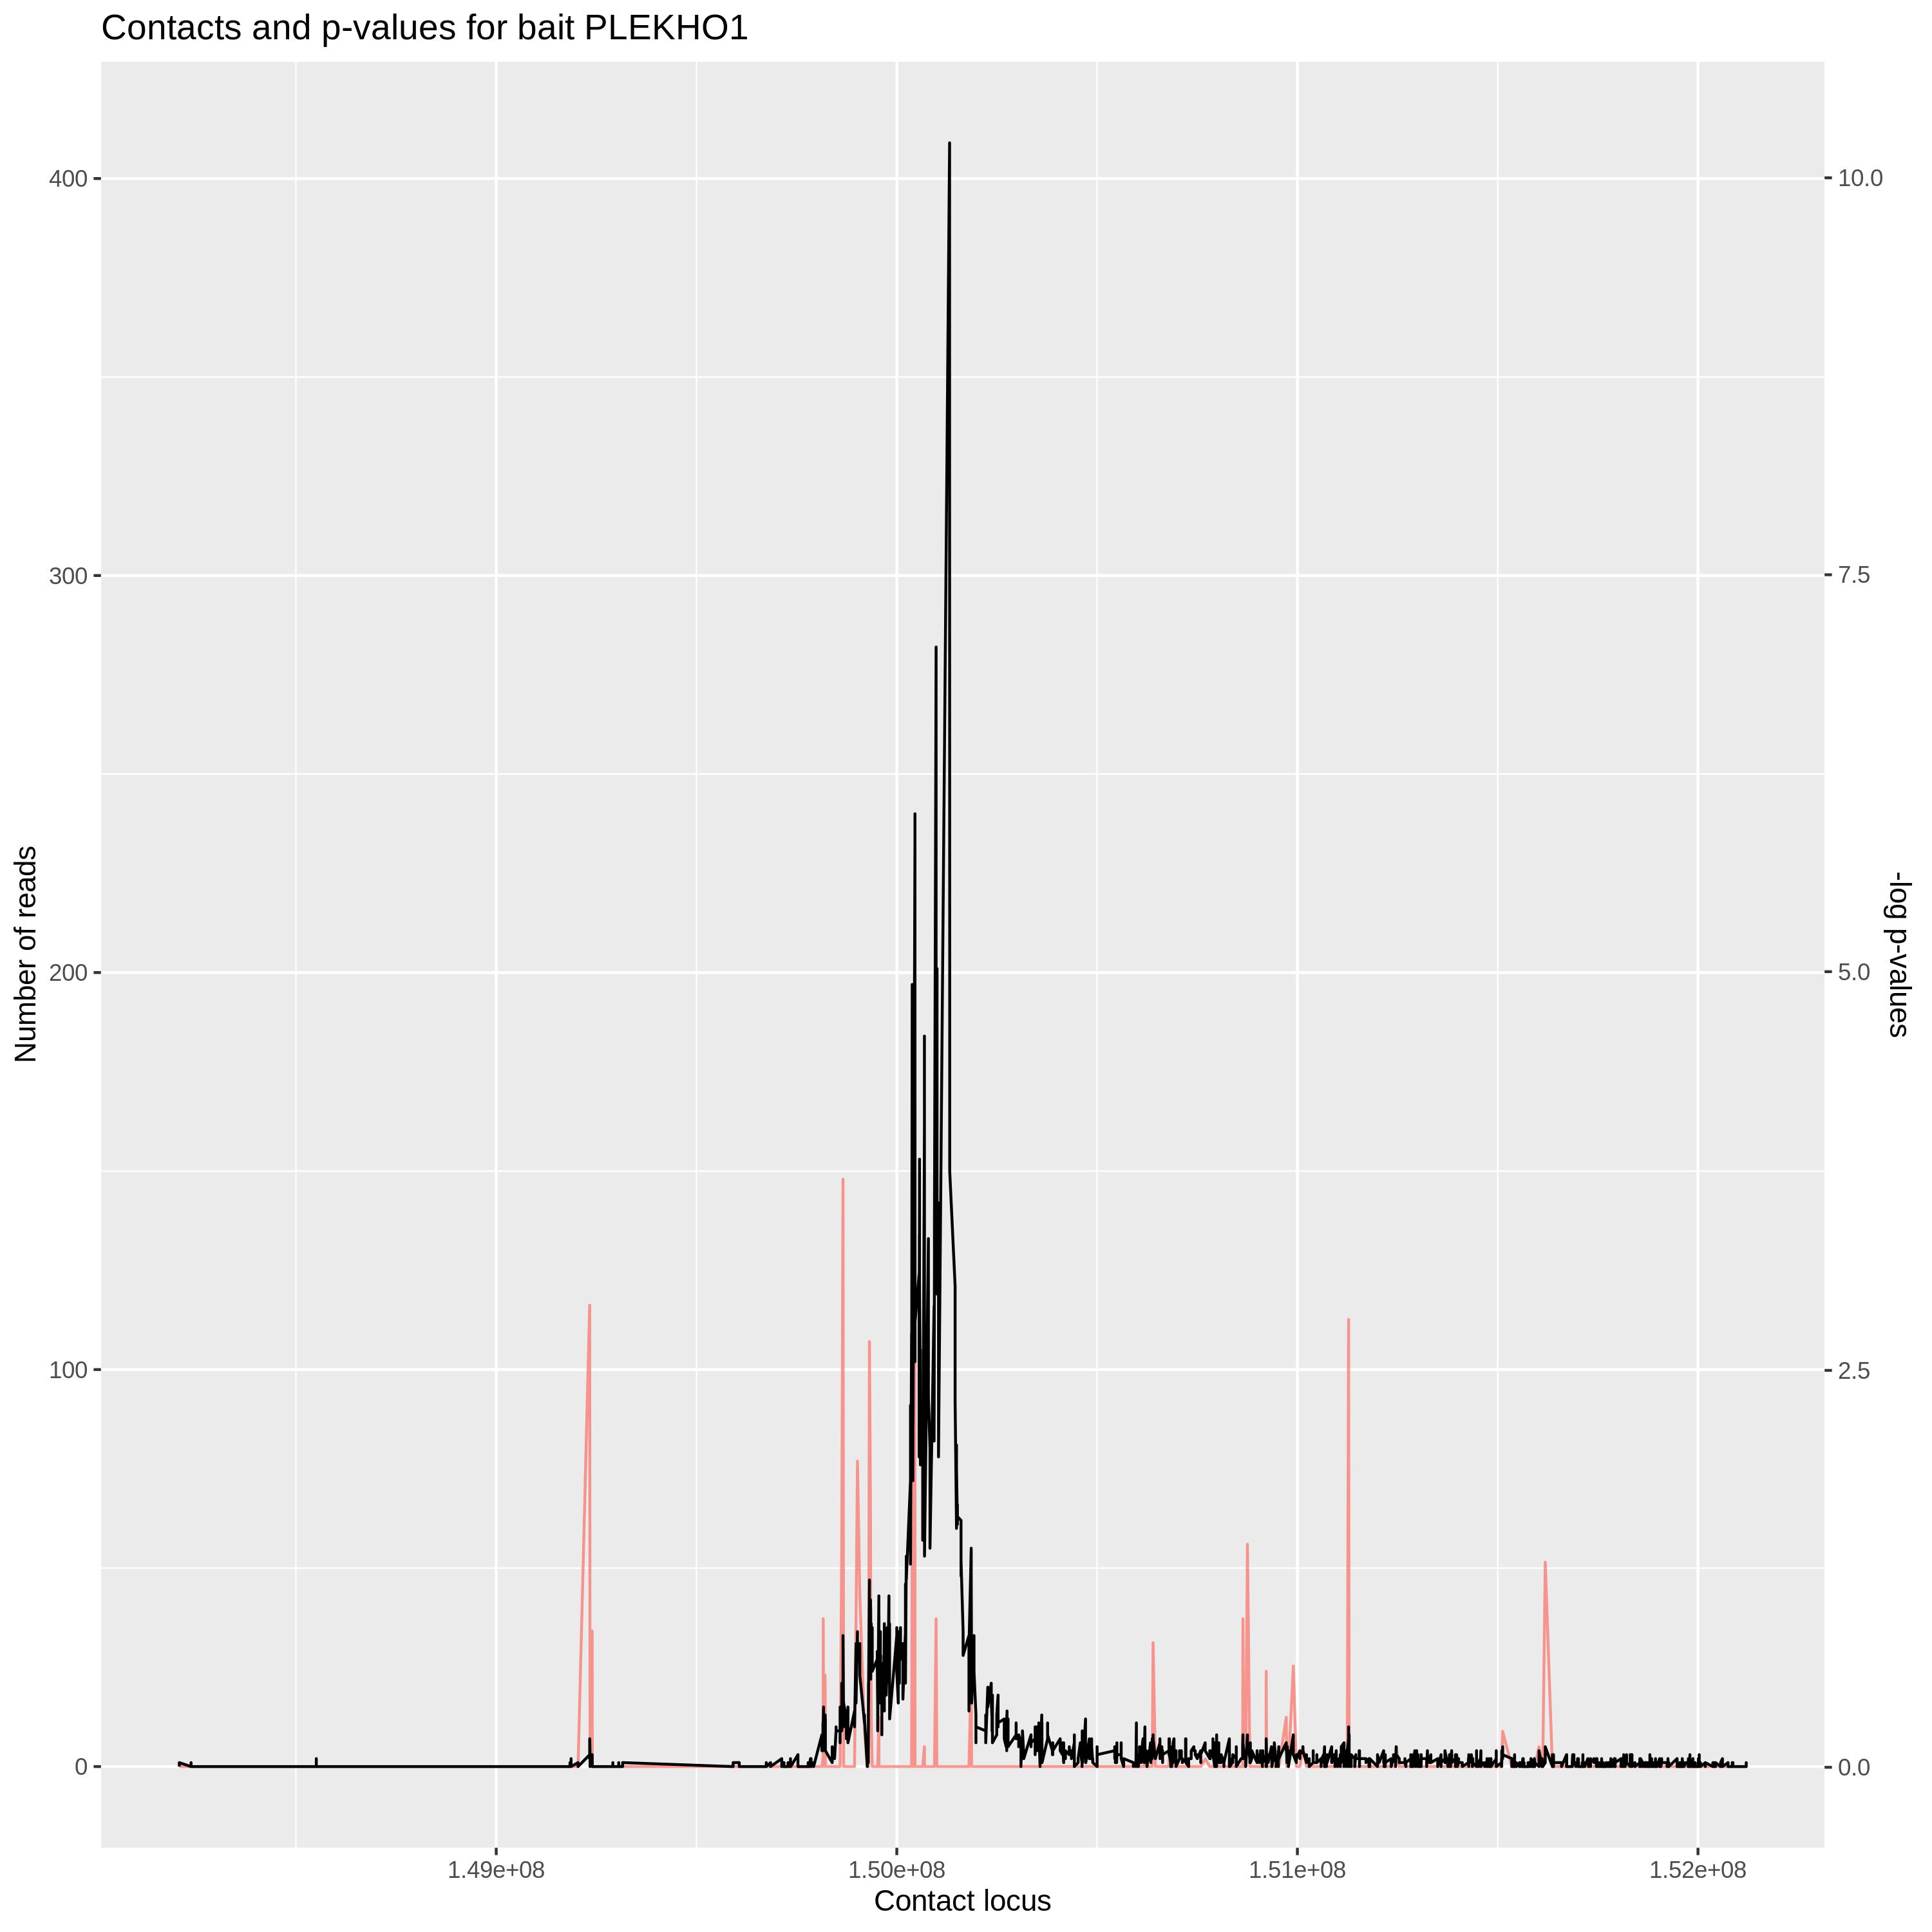 Contacts and p-values for bait PLEKHO1
400
300
200
100
0
Number of reads
10.0
7.5
5.0
2.5
0.0
-log p-values
1.49e+08
1.50e+08
1.51e+08
1.52e+08
Contact locus